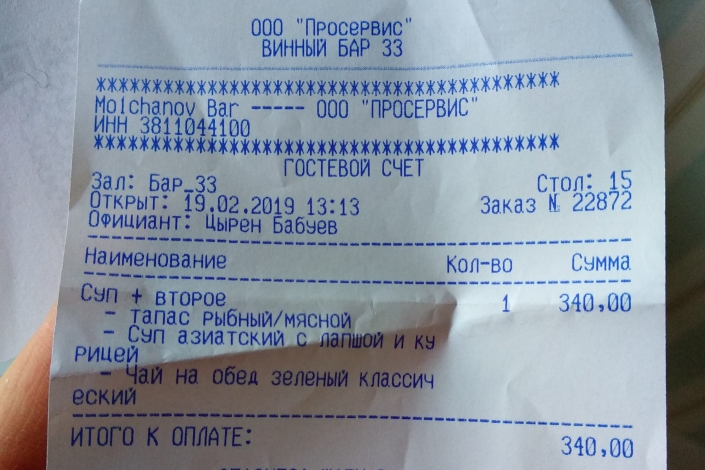 ООО "Просервис"
ВИННЫЙ БАР 33
****************************************
Molchanov Bar ----- ООО "ПРОСЕРВИС"
ИНН 3811044100
****************************************
ГОСТЕВОЙ СЧЕТ
Зал: Бар_33 Стол: 15
Открыт: 19.02.2019 13:13 Заказ № 22872
Официант: Цырен Бабуев
Наименование Кол-во Сумма
Суп + второе 1 340,00
- тапас рыбный/мясной
- Суп азиатский с лапшой и ку
рицей
- Чай на обед зеленый классич
еский
ИТОГО К ОПЛАТЕ: 340,00